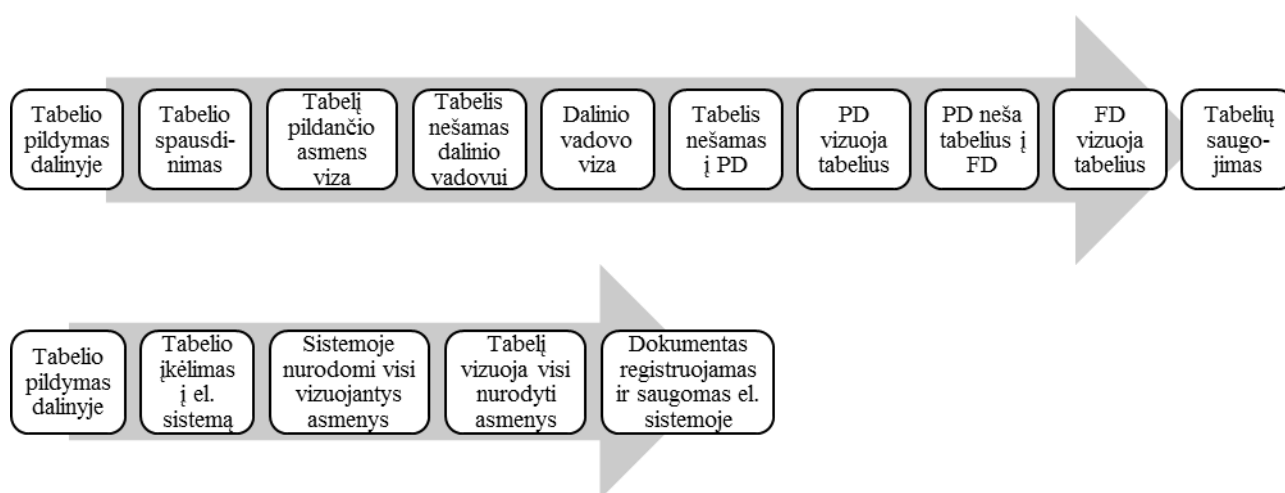 Tabelio
pildymas
dalinyje
Tabelio
spausdi-
nimas
Tabelį
pildančio
asmens
viza
Tabelis
nešamas
dalinio
vadovui
Dalinio
vadovo
viza
Tabelis
nešamas
į PD
PD
vizuoja
tabelius
PD neša
tabelius į
FD
FD
vizuoja
tabelius
Tabelių
saugo-
jimas
Tabelio
pildymas
dalinyje
Tabelio
įkėlimas
į el.
sistemą
Sistemoje
nurodomi visi
vizuojantys
asmenys
Tabelį
vizuoja visi
nurodyti
asmenys
Dokumentas
registruojamas
ir saugomas el.
sistemoje